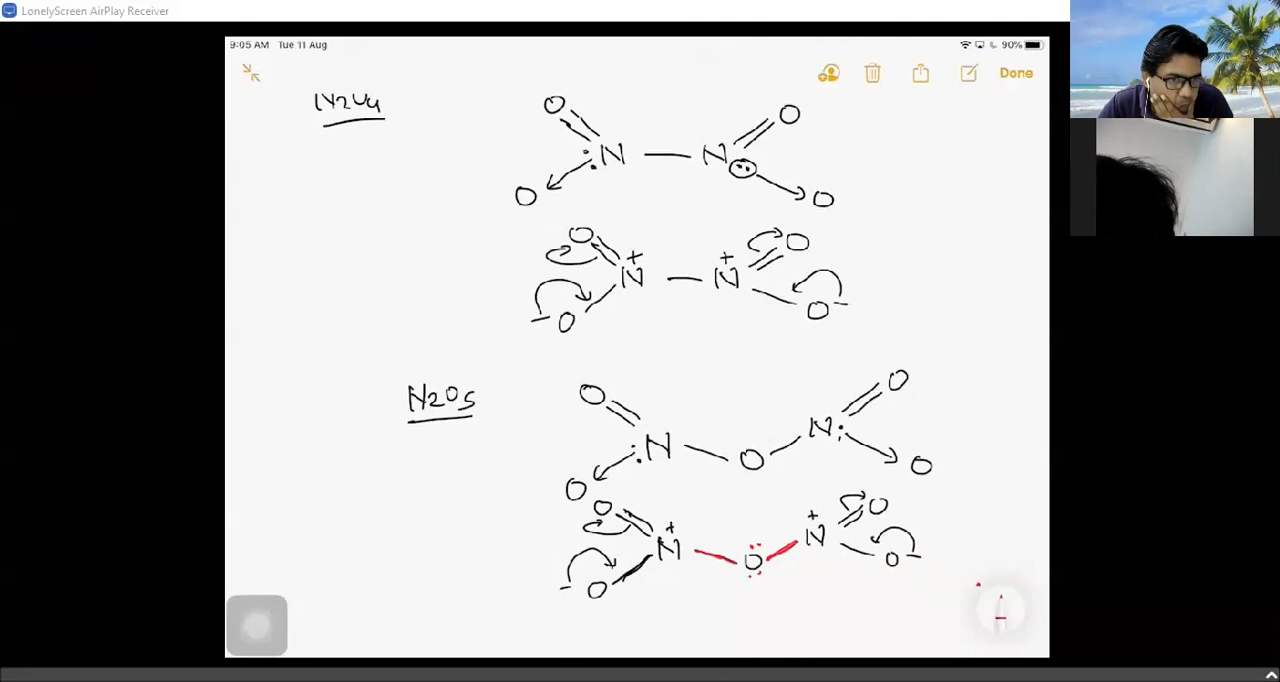 LonelyScreen AirPlay Receiver
9:05 AM Tue 11 Aug
90%
Done
N2O4
O O
:N — N:
O O
O O
+ +
N — N
−O O−
N2O5
O O
:N O N:
O O
O O
+ +
N O N
−O O−